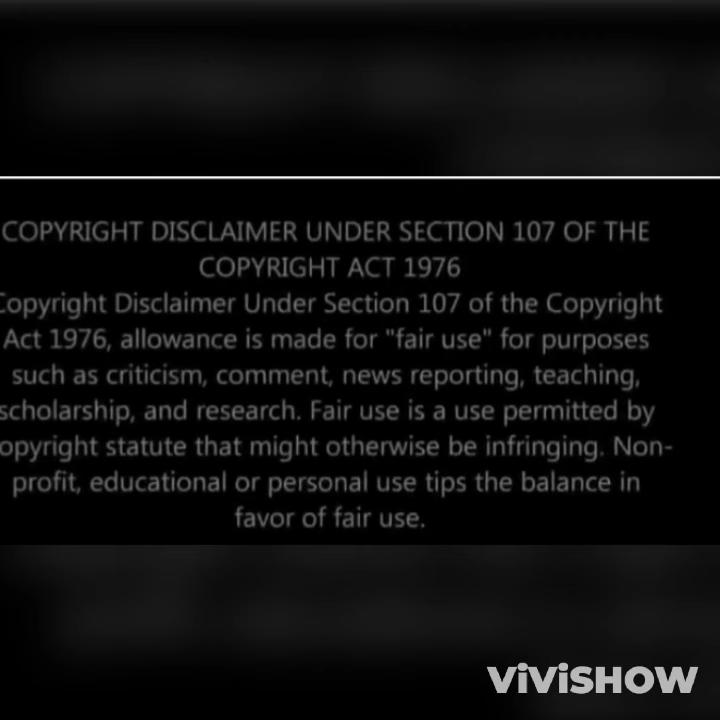 COPYRIGHT DISCLAIMER UNDER SECTION 107 OF THE
COPYRIGHT ACT 1976
Copyright Disclaimer Under Section 107 of the Copyright
Act 1976, allowance is made for "fair use" for purposes
such as criticism, comment, news reporting, teaching,
scholarship, and research. Fair use is a use permitted by
opyright statute that might otherwise be infringing. Non-
profit, educational or personal use tips the balance in
favor of fair use.
ViViSHOW